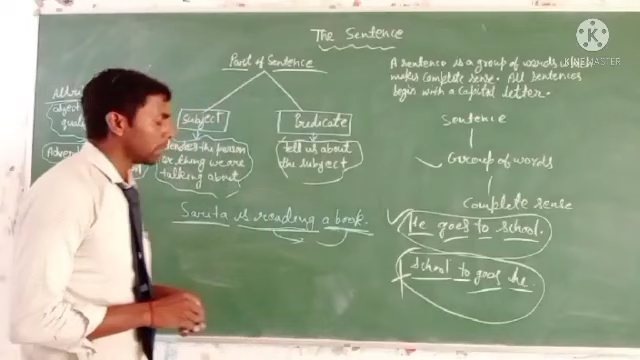 The Sentence
Part of Sentence
Subject
Predicate
denotes the person
or thing we are
talking about
tell us about
the subject
Sarita is reading a book.
A sentence is a group of words which
makes complete sense. All sentences
begin with a capital letter.
Sentence
Group of words
Complete sense
He goes to school.
School to goes he.
KINEMASTER